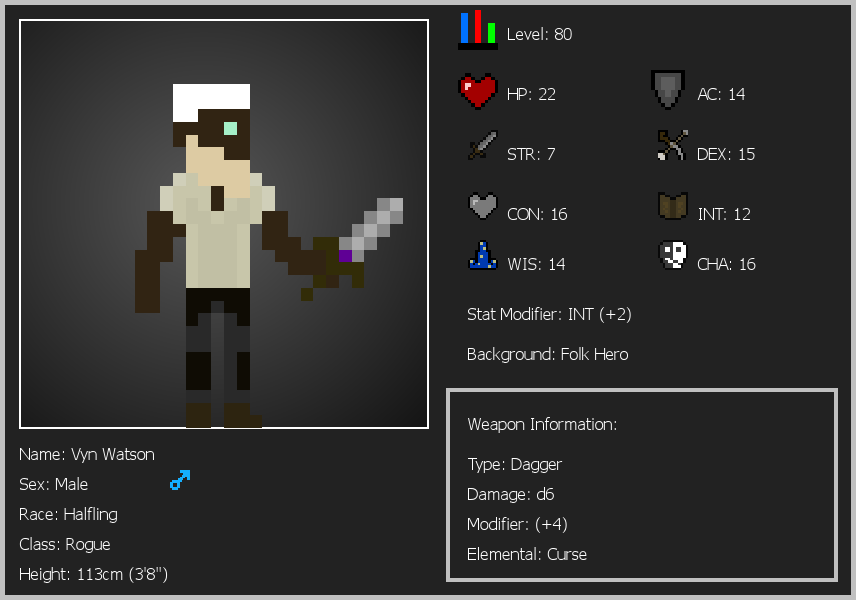 Level: 80
HP: 22
AC: 14
STR: 7
DEX: 15
CON: 16
INT: 12
WIS: 14
CHA: 16
Stat Modifier: INT (+2)
Background: Folk Hero
Weapon Information:
Type: Dagger
Damage: d6
Modifier: (+4)
Elemental: Curse
Name: Vyn Watson
Sex: Male
Race: Halfling
Class: Rogue
Height: 113cm (3'8")